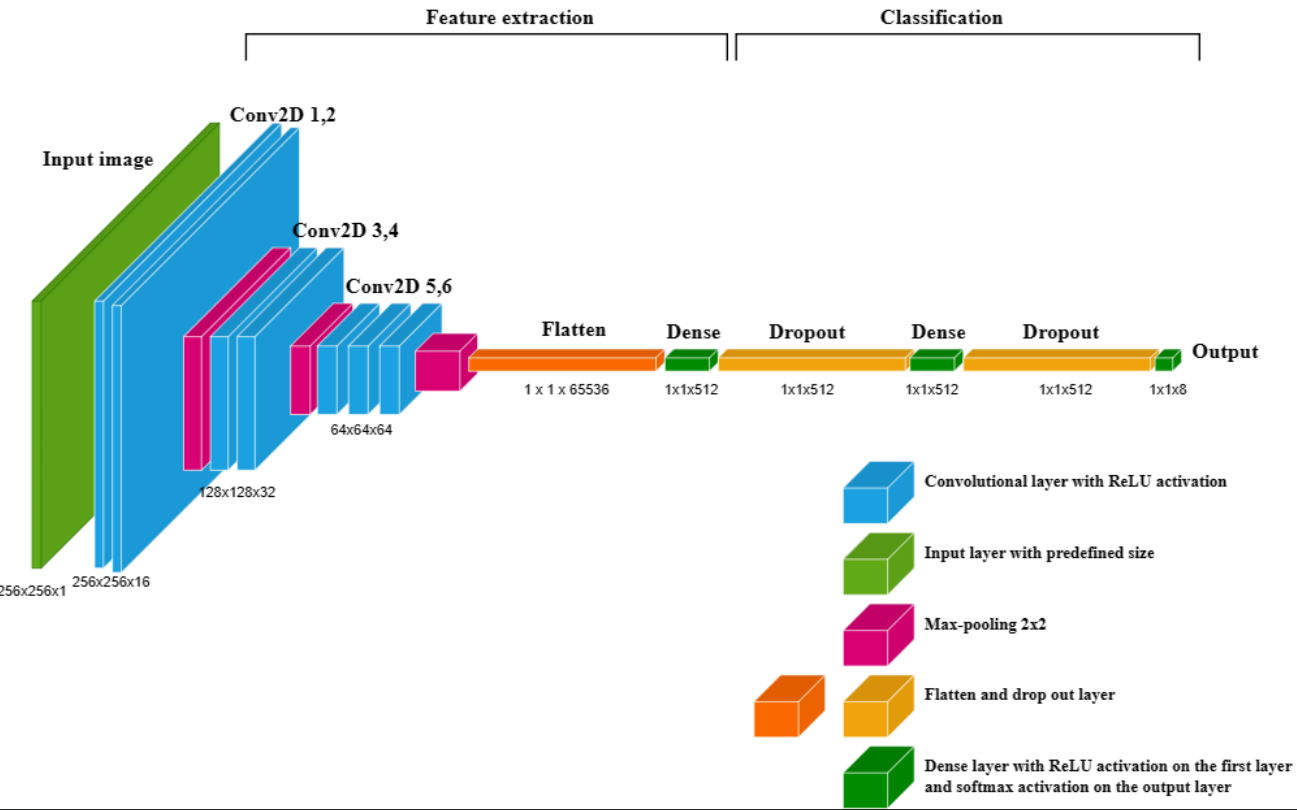 Feature extraction
Classification
Conv2D 1,2
Input image
Conv2D 3,4
Conv2D 5,6
Flatten
Dense
Dropout
Dense
Dropout
Output
1 x 1 x 65536
1x1x512
1x1x512
1x1x512
1x1x512
1x1x8
64x64x64
128x128x32
256x256x16
256x256x1
Convolutional layer with ReLU activation
Input layer with predefined size
Max-pooling 2x2
Flatten and drop out layer
Dense layer with ReLU activation on the first layer
and softmax activation on the output layer